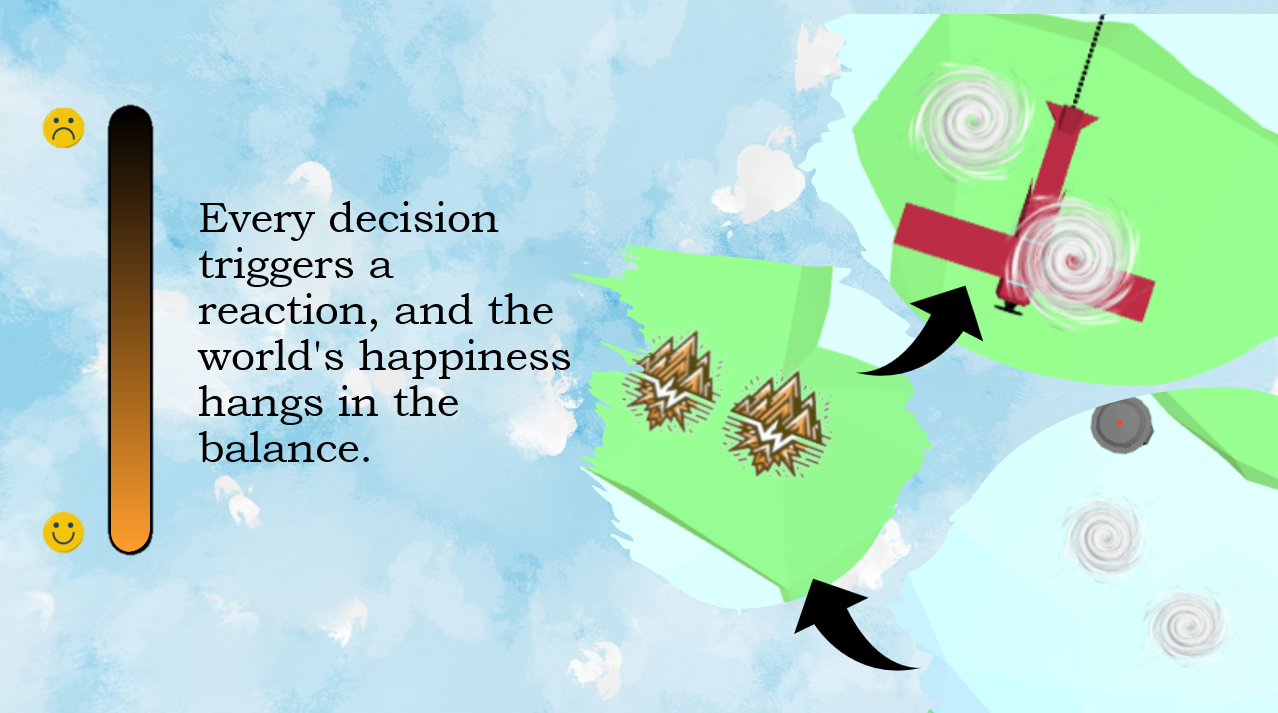 Every decision
triggers a
reaction, and the
world's happiness
hangs in the
balance.